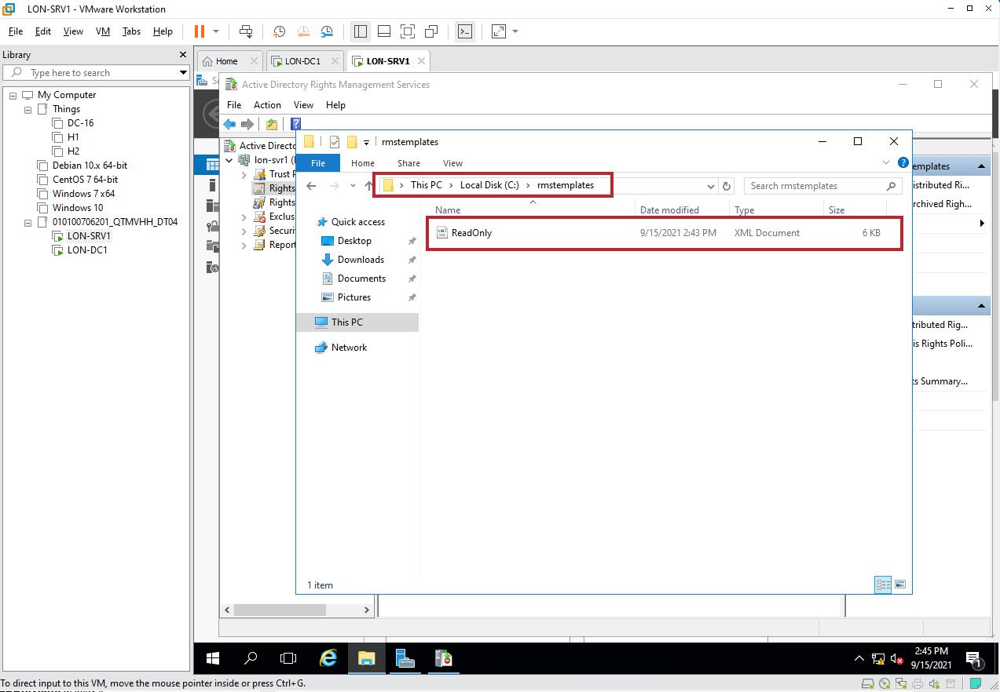 LON-SRV1 - VMware Workstation
File Edit View VM Tabs Help
Library
Type here to search
My Computer
Things
DC-16
H1
H2
Debian 10.x 64-bit
CentOS 7 64-bit
Windows 7 x64
Windows 10
010100706201_QTMVHH_DT04
LON-SRV1
LON-DC1
Home LON-DC1 LON-SRV1
Active Directory Rights Management Services
File Action View Help
Active Directo
lon-svr1 (
Trust P
Rights
Rights
Exclus
Securi
Report
rmstemplates
File Home Share View
This PC Local Disk (C:) rmstemplates
Search rmstemplates
Quick access
Desktop
Downloads
Documents
Pictures
This PC
Network
Name Date modified Type Size
ReadOnly 9/15/2021 2:43 PM XML Document 6 KB
1 item
emplates
istributed Ri...
rchived Righ...
tributed Rig...
is Rights Poli...
ts Summary...
2:45 PM
9/15/2021
1
To direct input to this VM, move the mouse pointer inside or press Ctrl+G.